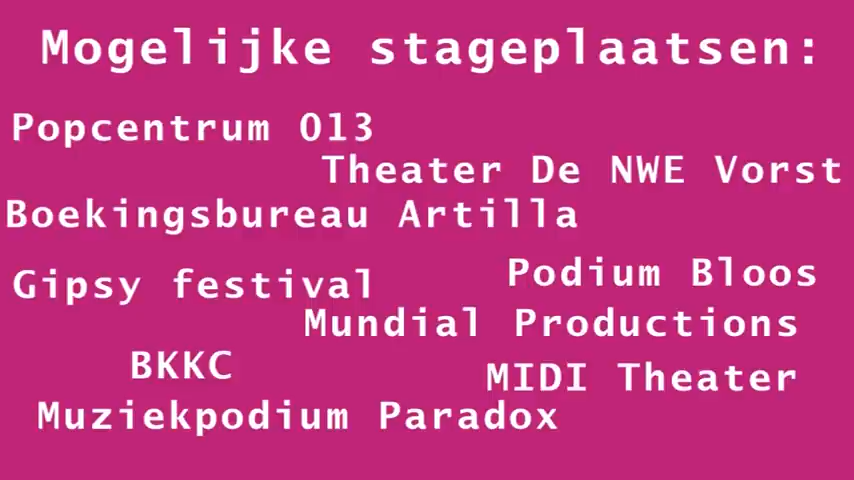 Mogelijke stageplaatsen:
Popcentrum 013
Theater De NWE Vorst
Boekingsbureau Artilla
Podium Bloos
Gipsy festival
Mundial Productions
BKKC
MIDI Theater
Muziekpodium Paradox